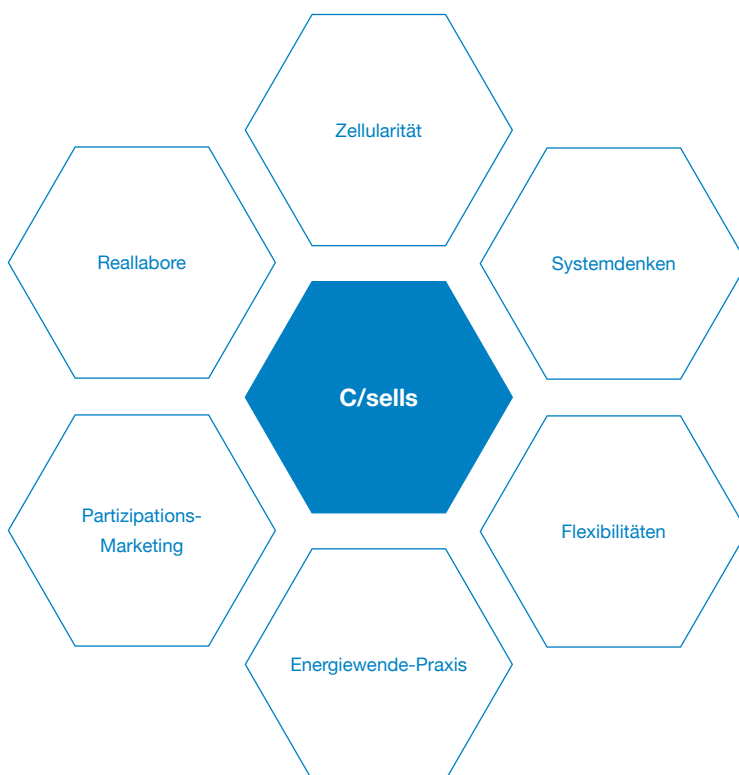 Zellularität
Reallabore
Systemdenken
C/sells
Partizipations-
Marketing
Flexibilitäten
Energiewende-Praxis